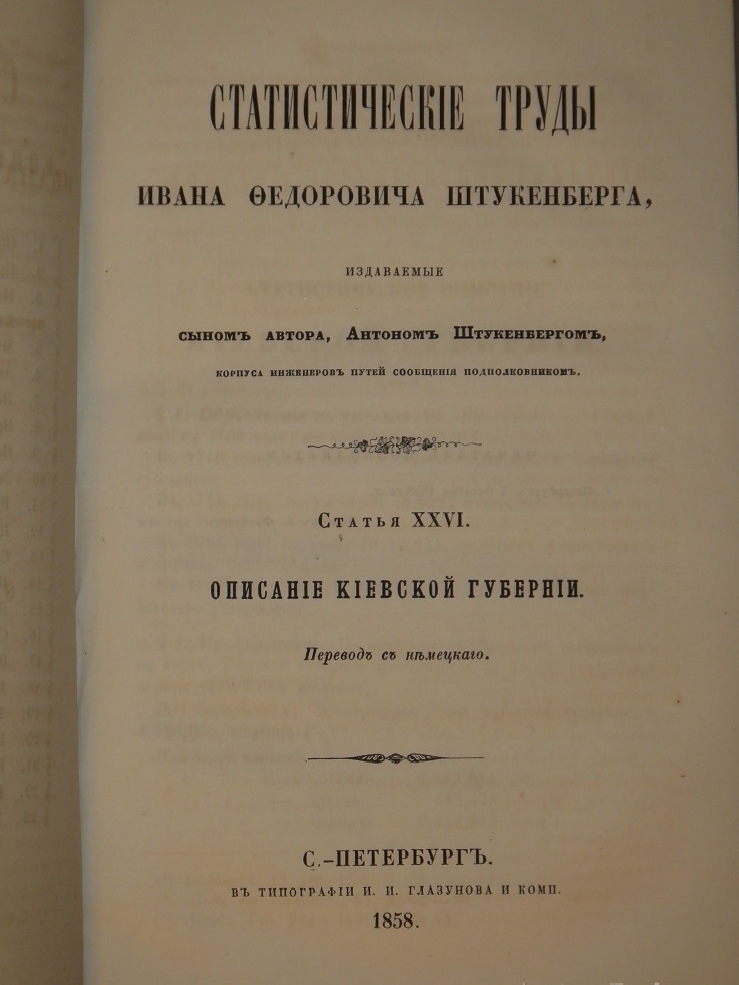 СТАТИСТИЧЕСКІЕ ТРУДЫ
ИВАНА ѲЕДОРОВИЧА ШТУКЕНБЕРГА,
ИЗДАВАЕМЫЕ
СЫНОМЪ АВТОРА, АНТОНОМЪ ШТУКЕНБЕРГОМЪ,
КОРПУСА ИНЖЕНЕРОВЪ ПУТЕЙ СООБЩЕНІЯ ПОДПОЛКОВНИКОМЪ.
Статья XXVI.
ОПИСАНІЕ КІЕВСКОЙ ГУБЕРНІИ.
Переводъ съ нѣмецкаго.
С.-ПЕТЕРБУРГЪ.
ВЪ ТИПОГРАФІИ И. И. ГЛАЗУНОВА И КОМП.
1858.